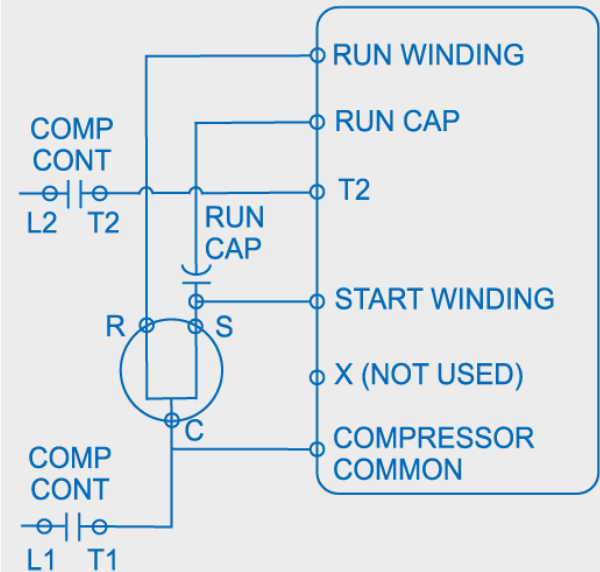 RUN WINDING
RUN CAP
COMP
CONT
T2
L2 T2
RUN
CAP
START WINDING
R
S
X (NOT USED)
C
COMPRESSOR
COMMON
COMP
CONT
L1 T1